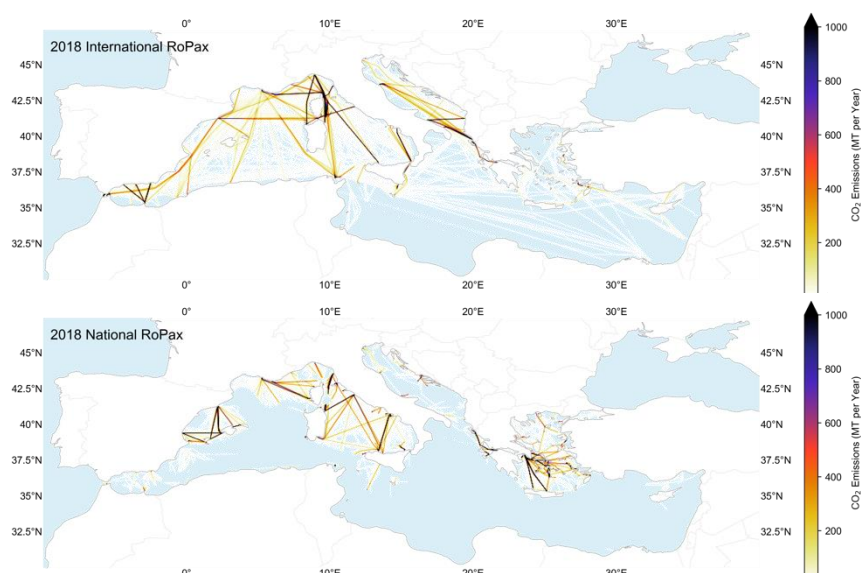 0° 10°E 20°E 30°E
2018 International RoPax
45°N 45°N
42.5°N 42.5°N
40°N 40°N
37.5°N 37.5°N
35°N 35°N
32.5°N 32.5°N
0° 10°E 20°E 30°E
1000
800
600
400
200
CO₂ Emissions (MT per Year)
2018 National RoPax
45°N 45°N
42.5°N 42.5°N
40°N 40°N
37.5°N 37.5°N
35°N 35°N
32.5°N 32.5°N
0° 10°E 20°E 30°E
1000
800
600
400
200
CO₂ Emissions (MT per Year)